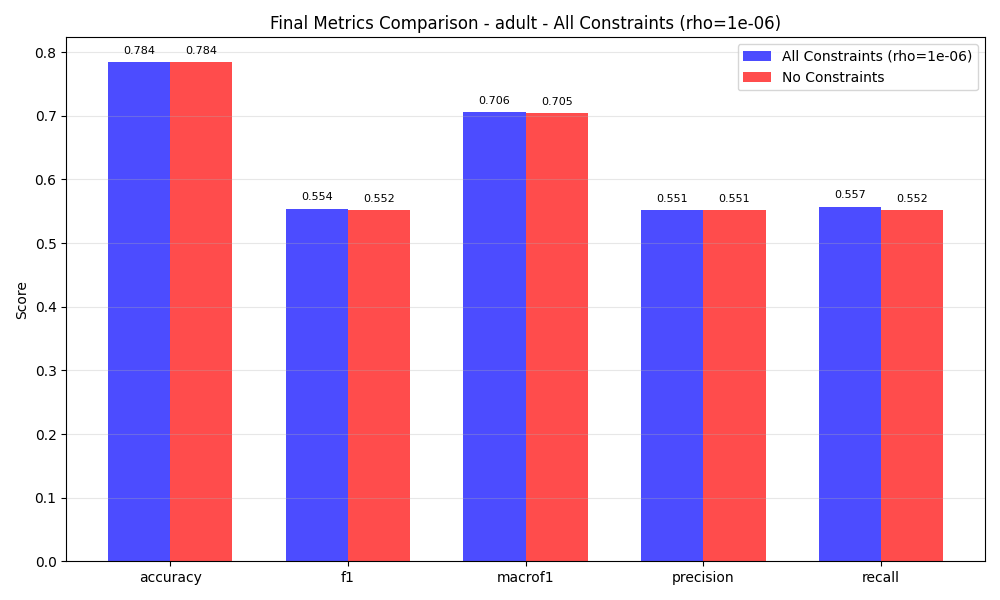 Final Metrics Comparison - adult - All Constraints (rho=1e-06)
All Constraints (rho=1e-06)
No Constraints
Score
0.8
0.7
0.6
0.5
0.4
0.3
0.2
0.1
0.0
0.784 0.784
0.554 0.552
0.706 0.705
0.551 0.551
0.557 0.552
accuracy f1 macrof1 precision recall